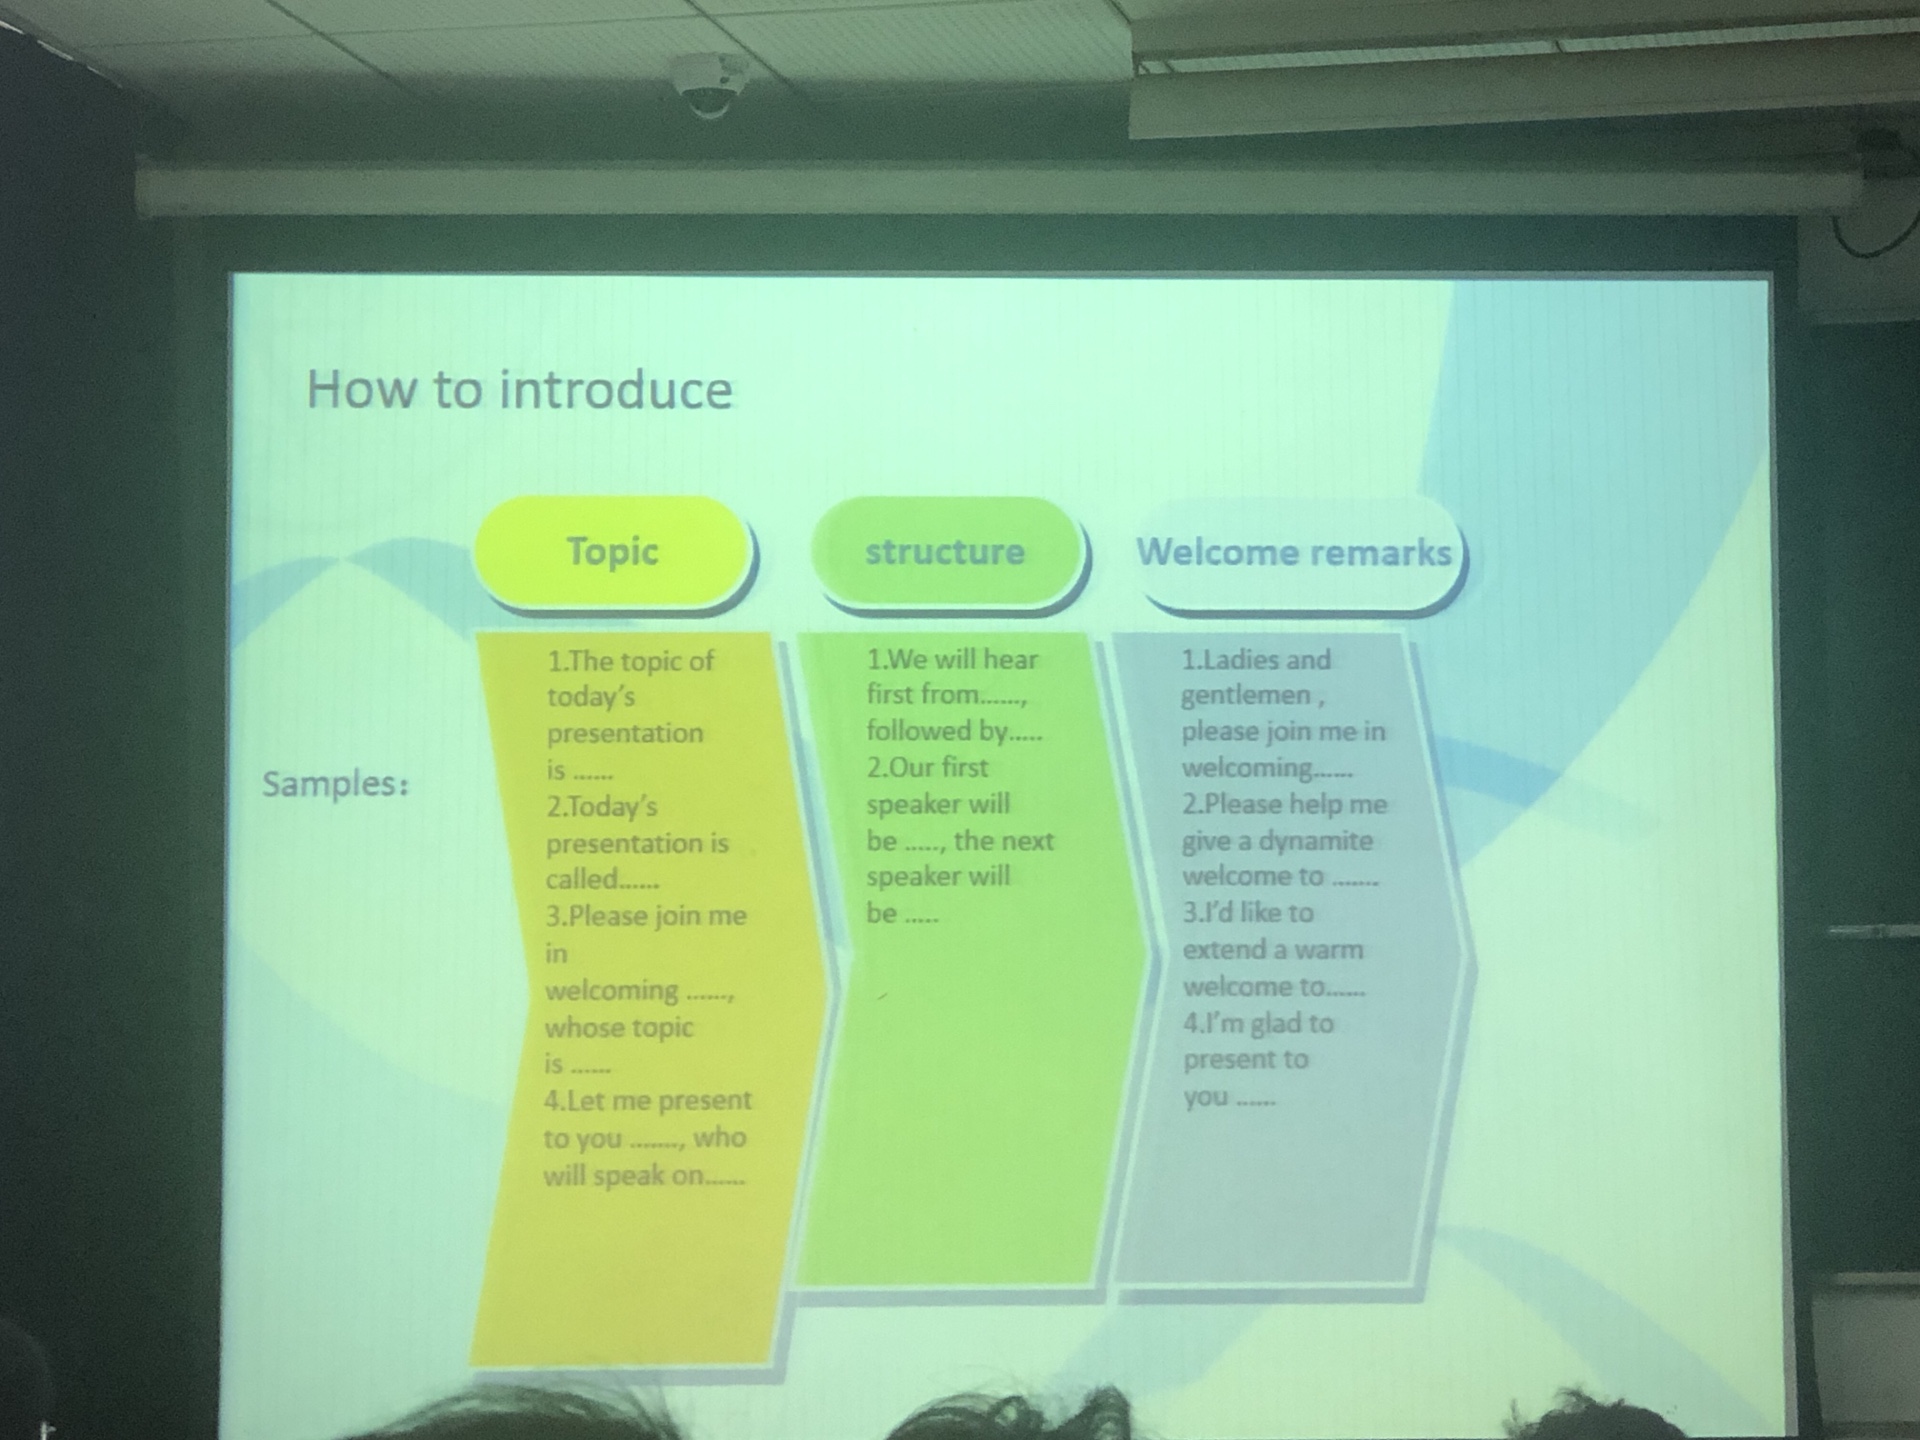 How to introduce
Topic
structure
Welcome remarks
Samples:
1.The topic of
today's
presentation
is ......
2.Today's
presentation is
called......
3.Please join me
in
welcoming ......,
whose topic
is ......
4.Let me present
to you ......., who
will speak on......
1.We will hear
first from......,
followed by.....
2.Our first
speaker will
be ....., the next
speaker will
be .....
1.Ladies and
gentlemen ,
please join me in
welcoming......
2.Please help me
give a dynamite
welcome to .......
3.I'd like to
extend a warm
welcome to......
4.I'm glad to
present to
you ......